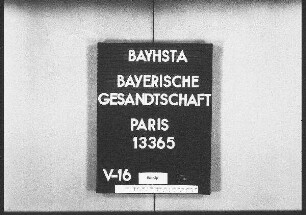 BAYHSTA
BAYERISCHE
GESANDTSCHAFT
PARIS
13365
V-16